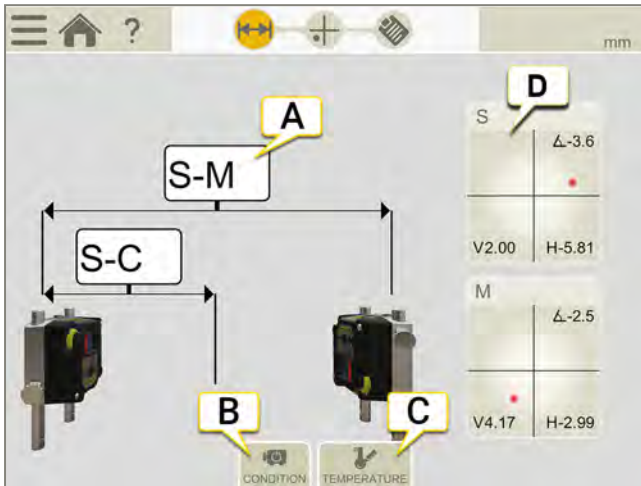 ?
mm
A
D
S
∡-3.6
S-M
S-C
V2.00 H-5.81
M
∡-2.5
B
C
V4.17 H-2.99
CONDITION
TEMPERATURE